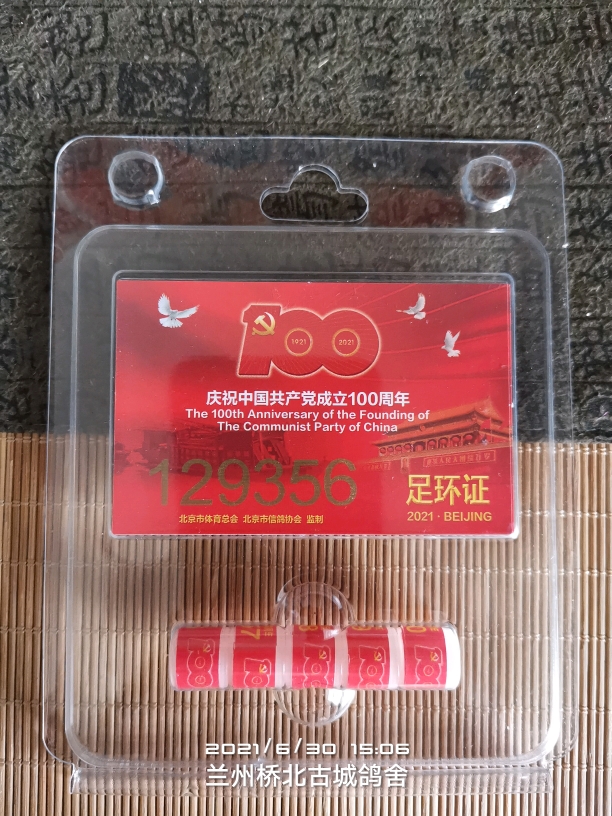 100
1921
2021
庆祝中国共产党成立100周年
The 100th Anniversary of the Founding of
The Communist Party of China
129356
足环证
北京市体育总会 北京市信鸽协会 监制
2021·BEIJING
2021/6/30 15:06
兰州桥北古城鸽舍